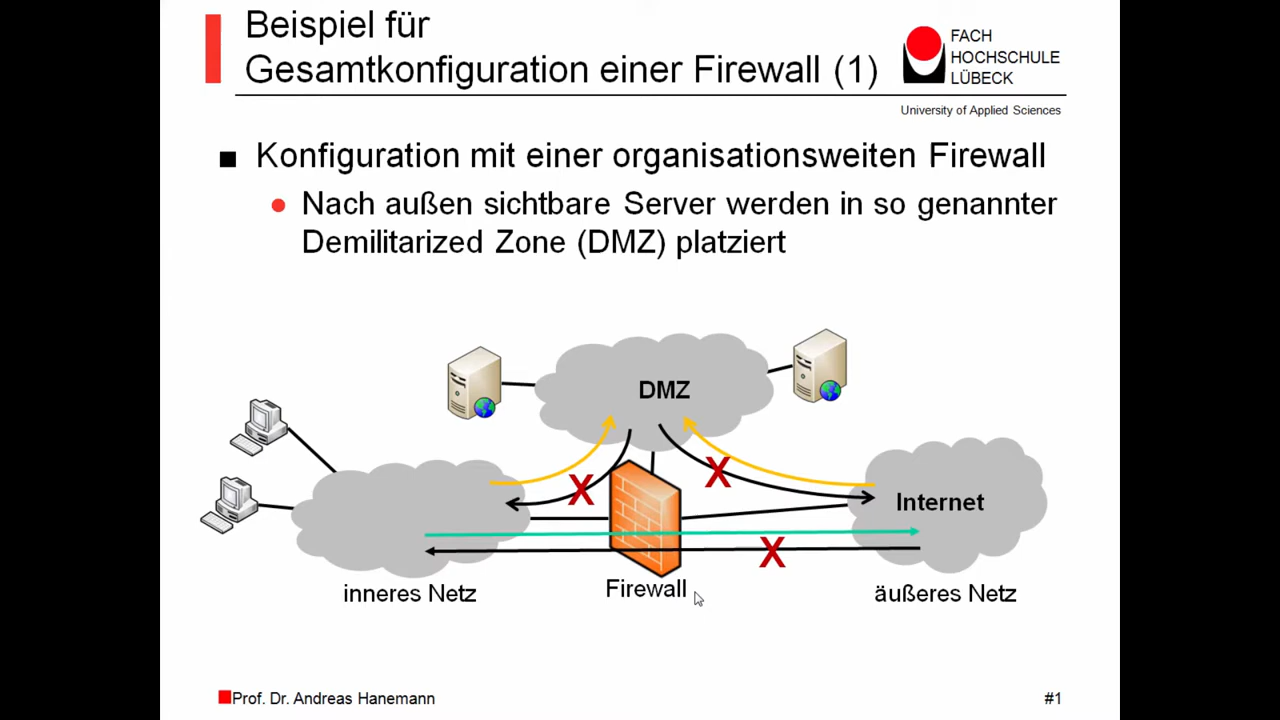 Beispiel für
Gesamtkonfiguration einer Firewall (1)
FACH
HOCHSCHULE
LÜBECK
University of Applied Sciences
Konfiguration mit einer organisationsweiten Firewall
Nach außen sichtbare Server werden in so genannter
Demilitarized Zone (DMZ) platziert
DMZ
X
X
Internet
X
inneres Netz
Firewall
äußeres Netz
Prof. Dr. Andreas Hanemann
#1